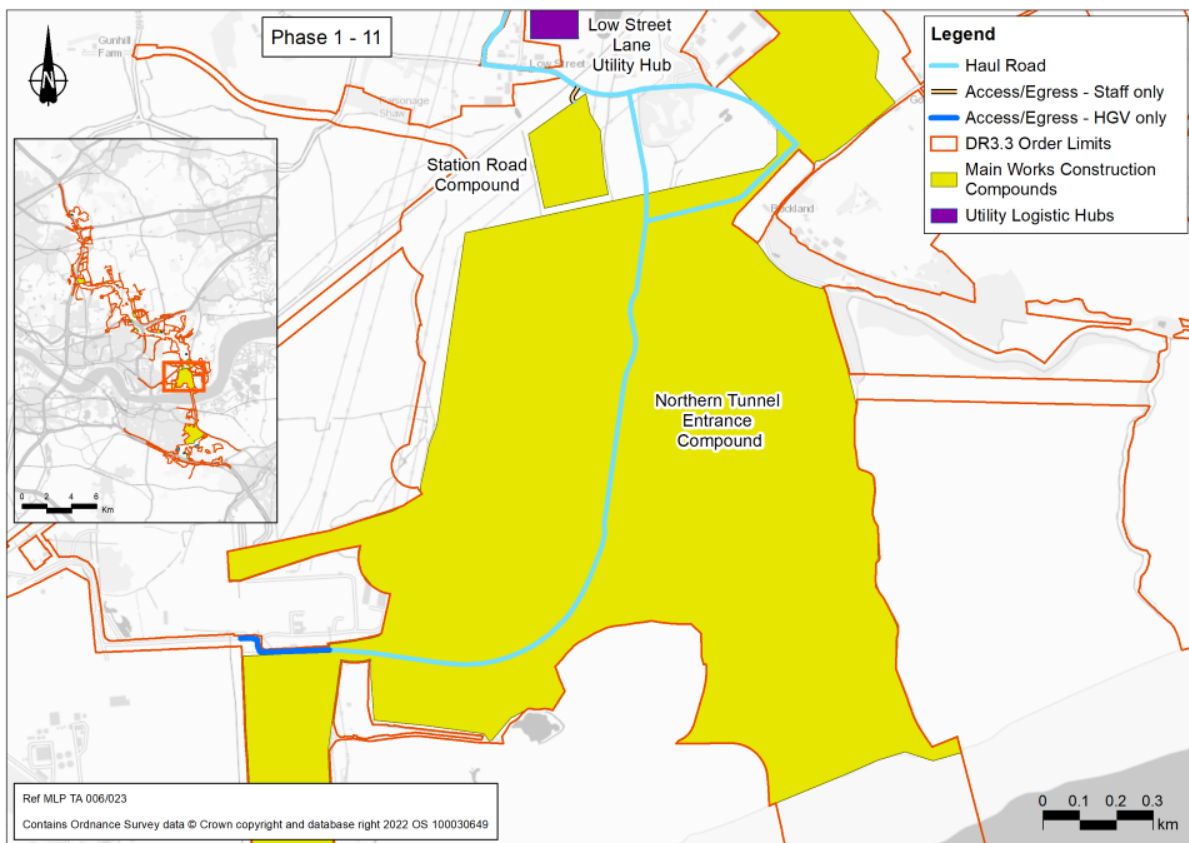 Phase 1 - 11
Gunhill
Farm
Low Street
Lane
Utility Hub
Low Street
Parsonage
Shaw
Station Road
Compound
Buckland
Northern Tunnel
Entrance
Compound
Legend
Haul Road
Access/Egress - Staff only
Access/Egress - HGV only
DR3.3 Order Limits
Main Works Construction
Compounds
Utility Logistic Hubs
N
0 2 4 6
Km
Ref MLP TA 006/023
Contains Ordnance Survey data © Crown copyright and database right 2022 OS 100030649
0 0.1 0.2 0.3
km